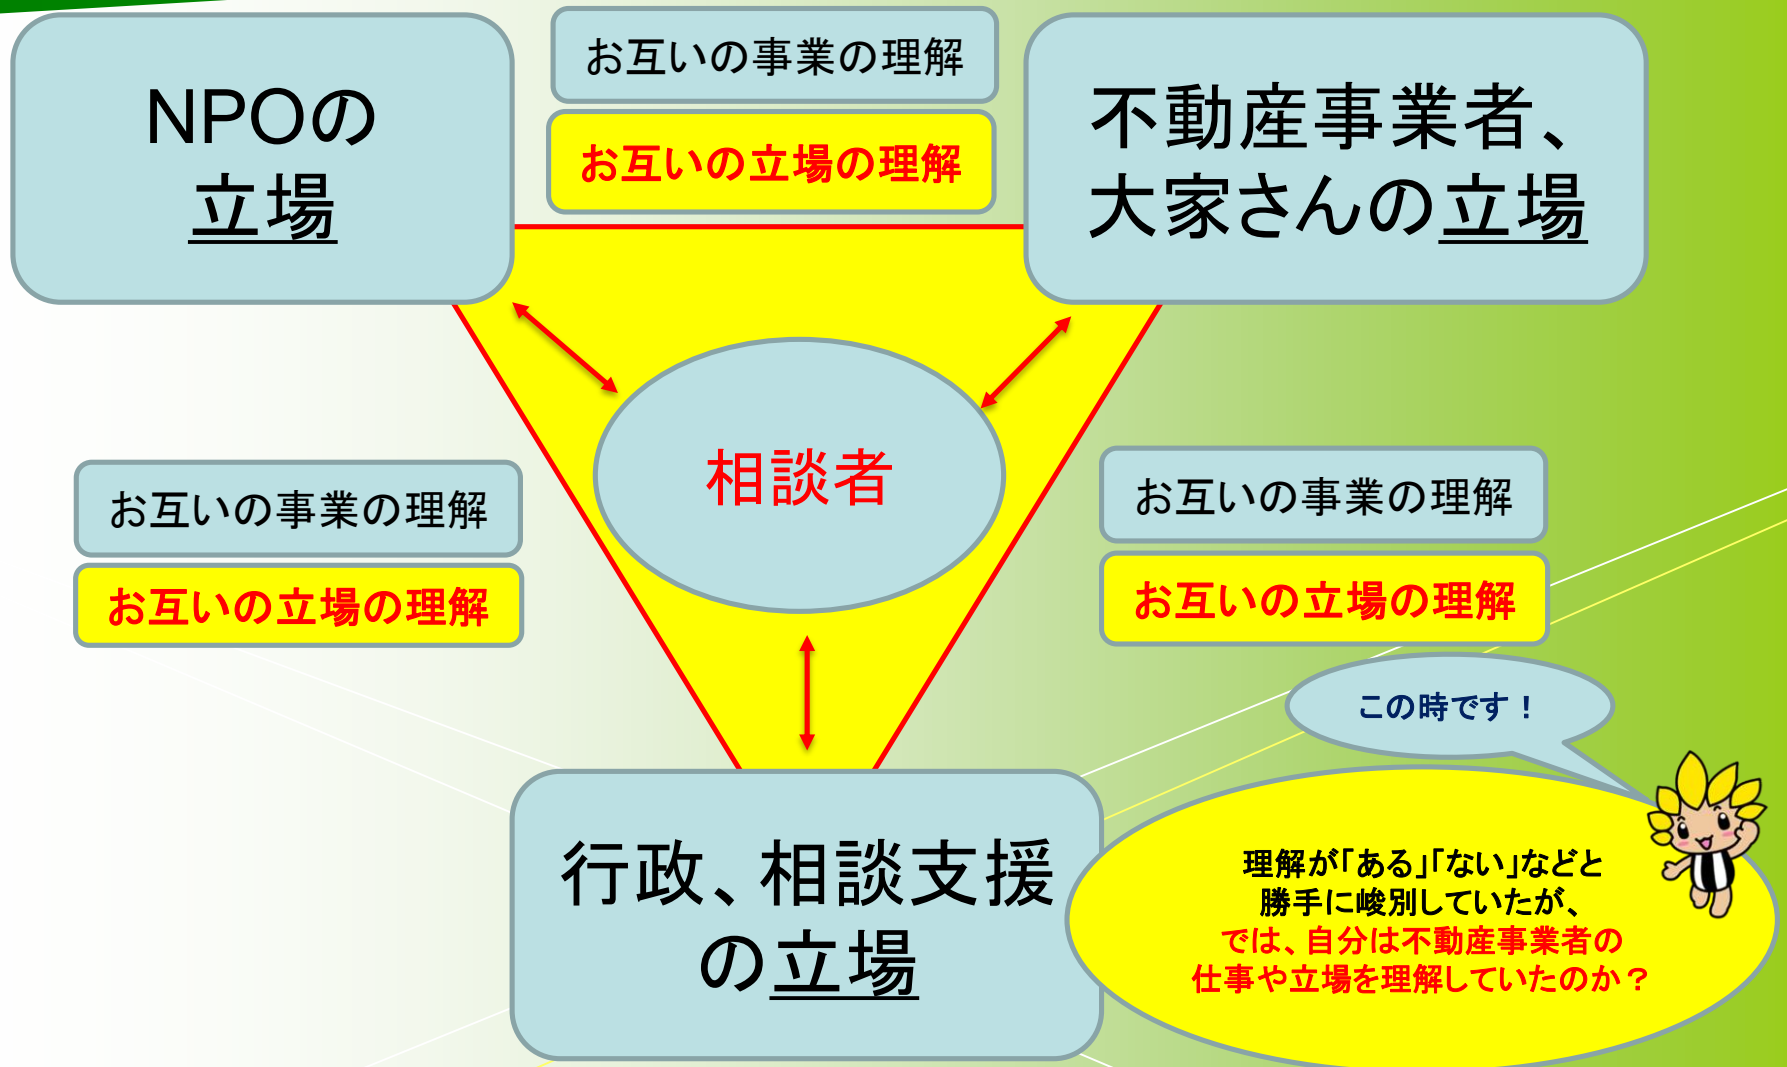 NPOの
立場
お互いの事業の理解
お互いの立場の理解
不動産事業者、
大家さんの立場
相談者
お互いの事業の理解
お互いの立場の理解
お互いの事業の理解
お互いの立場の理解
行政、相談支援
の立場
この時です！
理解が「ある」「ない」などと
勝手に峻別していたが、
では、自分は不動産事業者の
仕事や立場を理解していたのか？